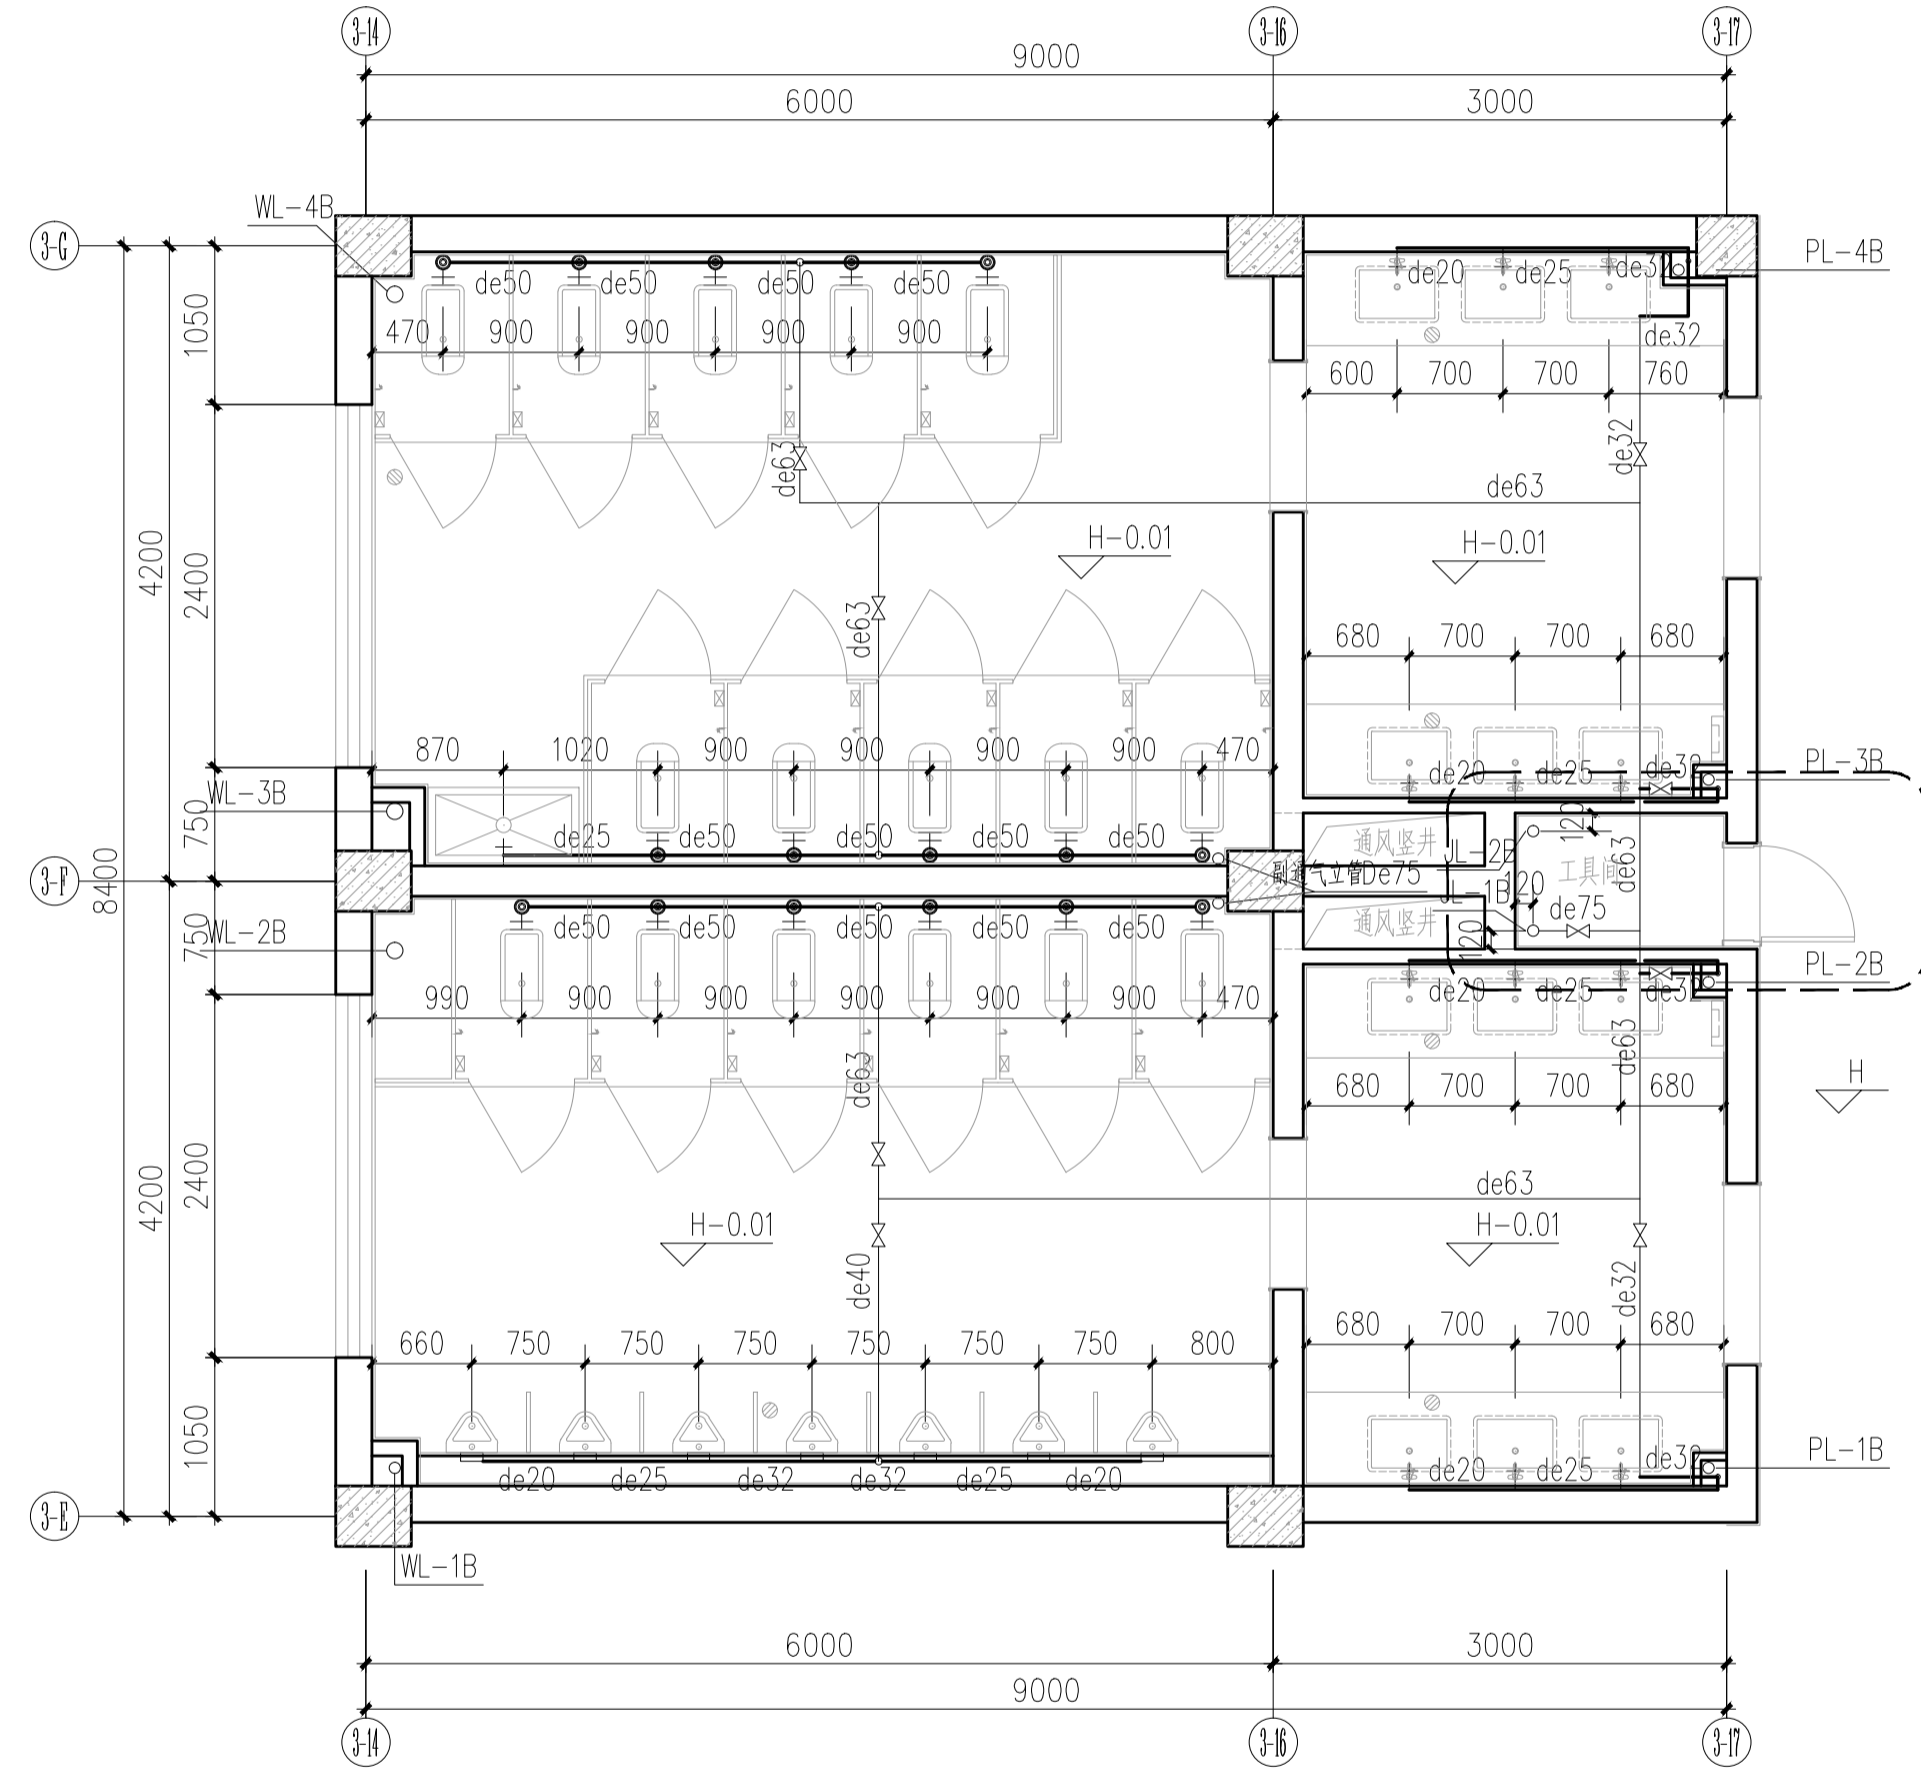 3-14
3-16
3-17
9000
6000
3000
WL-4B
3-G
PL-4B
de50
de50
de50
de50
de20
de25
de32
470
900
900
900
900
1050
de32
600
700
700
760
de63
de32
de63
H-0.01
H-0.01
4200
2400
de63
680
700
700
680
870
1020
900
900
900
900
470
PL-3B
WL-3B
de20
de25
de32
750
de25
de50
de50
de50
通风竖井
JL-2B
120
de63
3-F
8400
副通气立管De75
工具间
JL-1B
120
通风竖井
de75
750
WL-2B
de50
de50
de50
de50
120
PL-2B
990
900
900
900
900
900
470
de20
de25
de32
de63
de63
680
700
700
680
H
4200
2400
de63
H-0.01
H-0.01
de40
de32
660
750
750
750
750
750
750
800
680
700
700
680
1050
de20
de25
de32
de32
de25
de20
de20
de25
de32
PL-1B
3-E
WL-1B
6000
3000
9000
3-14
3-16
3-17